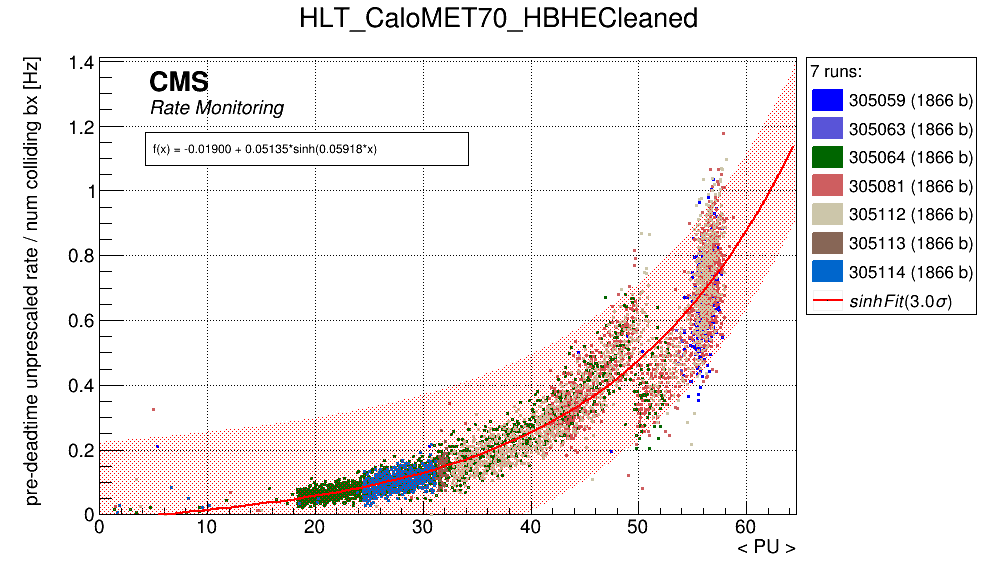 HLT_CaloMET70_HBHECleaned
pre-deadtime unprescaled rate / num colliding bx [Hz]
1.4
1.2
1
0.8
0.6
0.4
0.2
0
CMS
Rate Monitoring
f(x) = -0.01900 + 0.05135*sinh(0.05918*x)
0 10 20 30 40 50 60
< PU >
7 runs:
305059 (1866 b)
305063 (1866 b)
305064 (1866 b)
305081 (1866 b)
305112 (1866 b)
305113 (1866 b)
305114 (1866 b)
sinhFit(3.0σ)